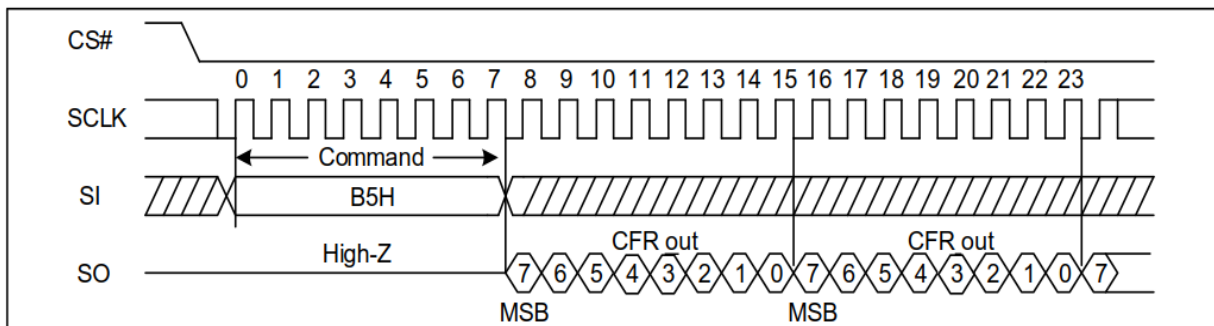 CS#
0 1 2 3 4 5 6 7 8 9 10 11 12 13 14 15 16 17 18 19 20 21 22 23
SCLK
Command
SI
B5H
High-Z
CFR out CFR out
SO
7 6 5 4 3 2 1 0 7 6 5 4 3 2 1 0 7
MSB MSB